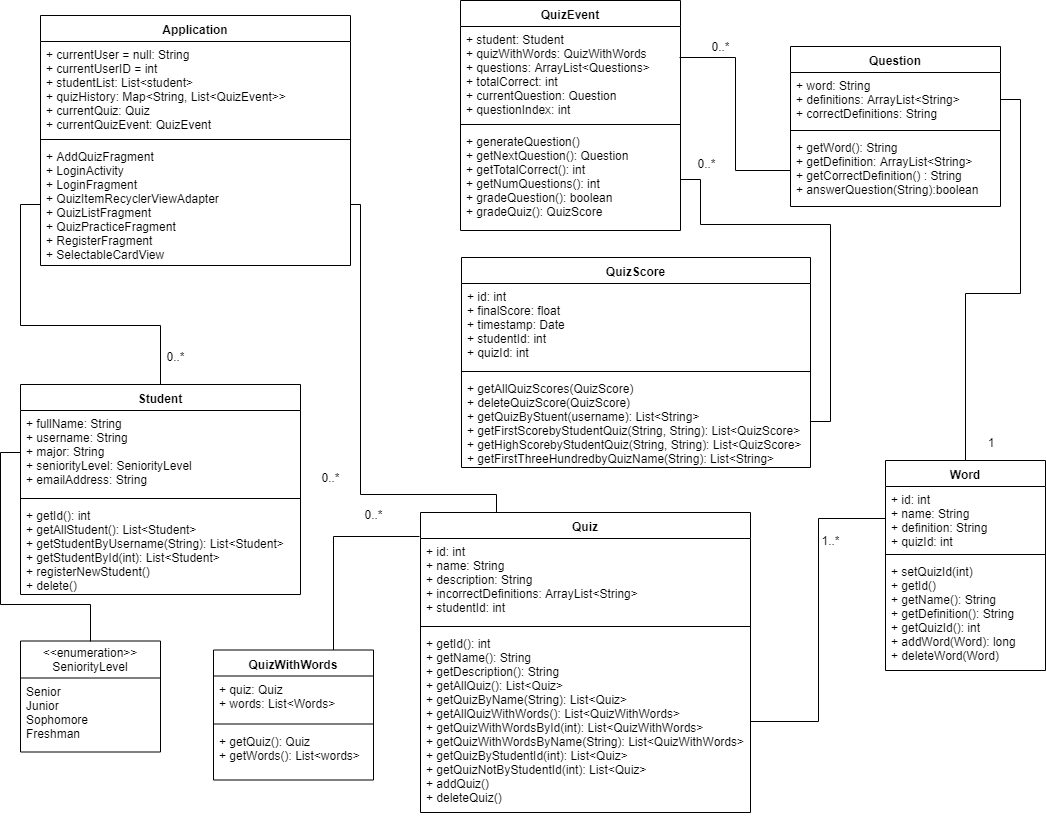 Application
+ currentUser = null: String
+ currentUserID = int
+ studentList: List<student>
+ quizHistory: Map<String, List<QuizEvent>>
+ currentQuiz: Quiz
+ currentQuizEvent: QuizEvent
+ AddQuizFragment
+ LoginActivity
+ LoginFragment
+ QuizItemRecyclerViewAdapter
+ QuizListFragment
+ QuizPracticeFragment
+ RegisterFragment
+ SelectableCardView
QuizEvent
+ student: Student
+ quizWithWords: QuizWithWords
+ questions: ArrayList<Questions>
+ totalCorrect: int
+ currentQuestion: Question
+ questionIndex: int
+ generateQuestion()
+ getNextQuestion(): Question
+ getTotalCorrect(): int
+ getNumQuestions(): int
+ gradeQuestion(): boolean
+ gradeQuiz(): QuizScore
0..*
0..*
Question
+ word: String
+ definitions: ArrayList<String>
+ correctDefinitions: String
+ getWord(): String
+ getDefinition: ArrayList<String>
+ getCorrectDefinition() : String
+ answerQuestion(String):boolean
QuizScore
+ id: int
+ finalScore: float
+ timestamp: Date
+ studentId: int
+ quizId: int
+ getAllQuizScores(QuizScore)
+ deleteQuizScore(QuizScore)
+ getQuizByStuent(username): List<String>
+ getFirstScorebyStudentQuiz(String, String): List<QuizScore>
+ getHighScorebyStudentQuiz(String, String): List<QuizScore>
+ getFirstThreeHundredbyQuizName(String): List<String>
0..*
Student
+ fullName: String
+ username: String
+ major: String
+ seniorityLevel: SeniorityLevel
+ emailAddress: String
+ getId(): int
+ getAllStudent(): List<Student>
+ getStudentByUsername(String): List<Student>
+ getStudentById(int): List<Student>
+ registerNewStudent()
+ delete()
0..*
0..*
1
Word
+ id: int
+ name: String
+ definition: String
+ quizId: int
+ setQuizId(int)
+ getId()
+ getName(): String
+ getDefinition(): String
+ getQuizId(): int
+ addWord(Word): long
+ deleteWord(Word)
1..*
Quiz
+ id: int
+ name: String
+ description: String
+ incorrectDefinitions: ArrayList<String>
+ studentId: int
+ getId(): int
+ getName(): String
+ getDescription(): String
+ getAllQuiz(): List<Quiz>
+ getQuizByName(String): List<Quiz>
+ getAllQuizWithWords(): List<QuizWithWords>
+ getQuizWithWordsById(int): List<QuizWithWords>
+ getQuizWithWordsByName(String): List<QuizWithWords>
+ getQuizByStudentId(int): List<Quiz>
+ getQuizNotByStudentId(int): List<Quiz>
+ addQuiz()
+ deleteQuiz()
<<enumeration>>
SeniorityLevel
Senior
Junior
Sophomore
Freshman
QuizWithWords
+ quiz: Quiz
+ words: List<Words>
+ getQuiz(): Quiz
+ getWords(): List<words>